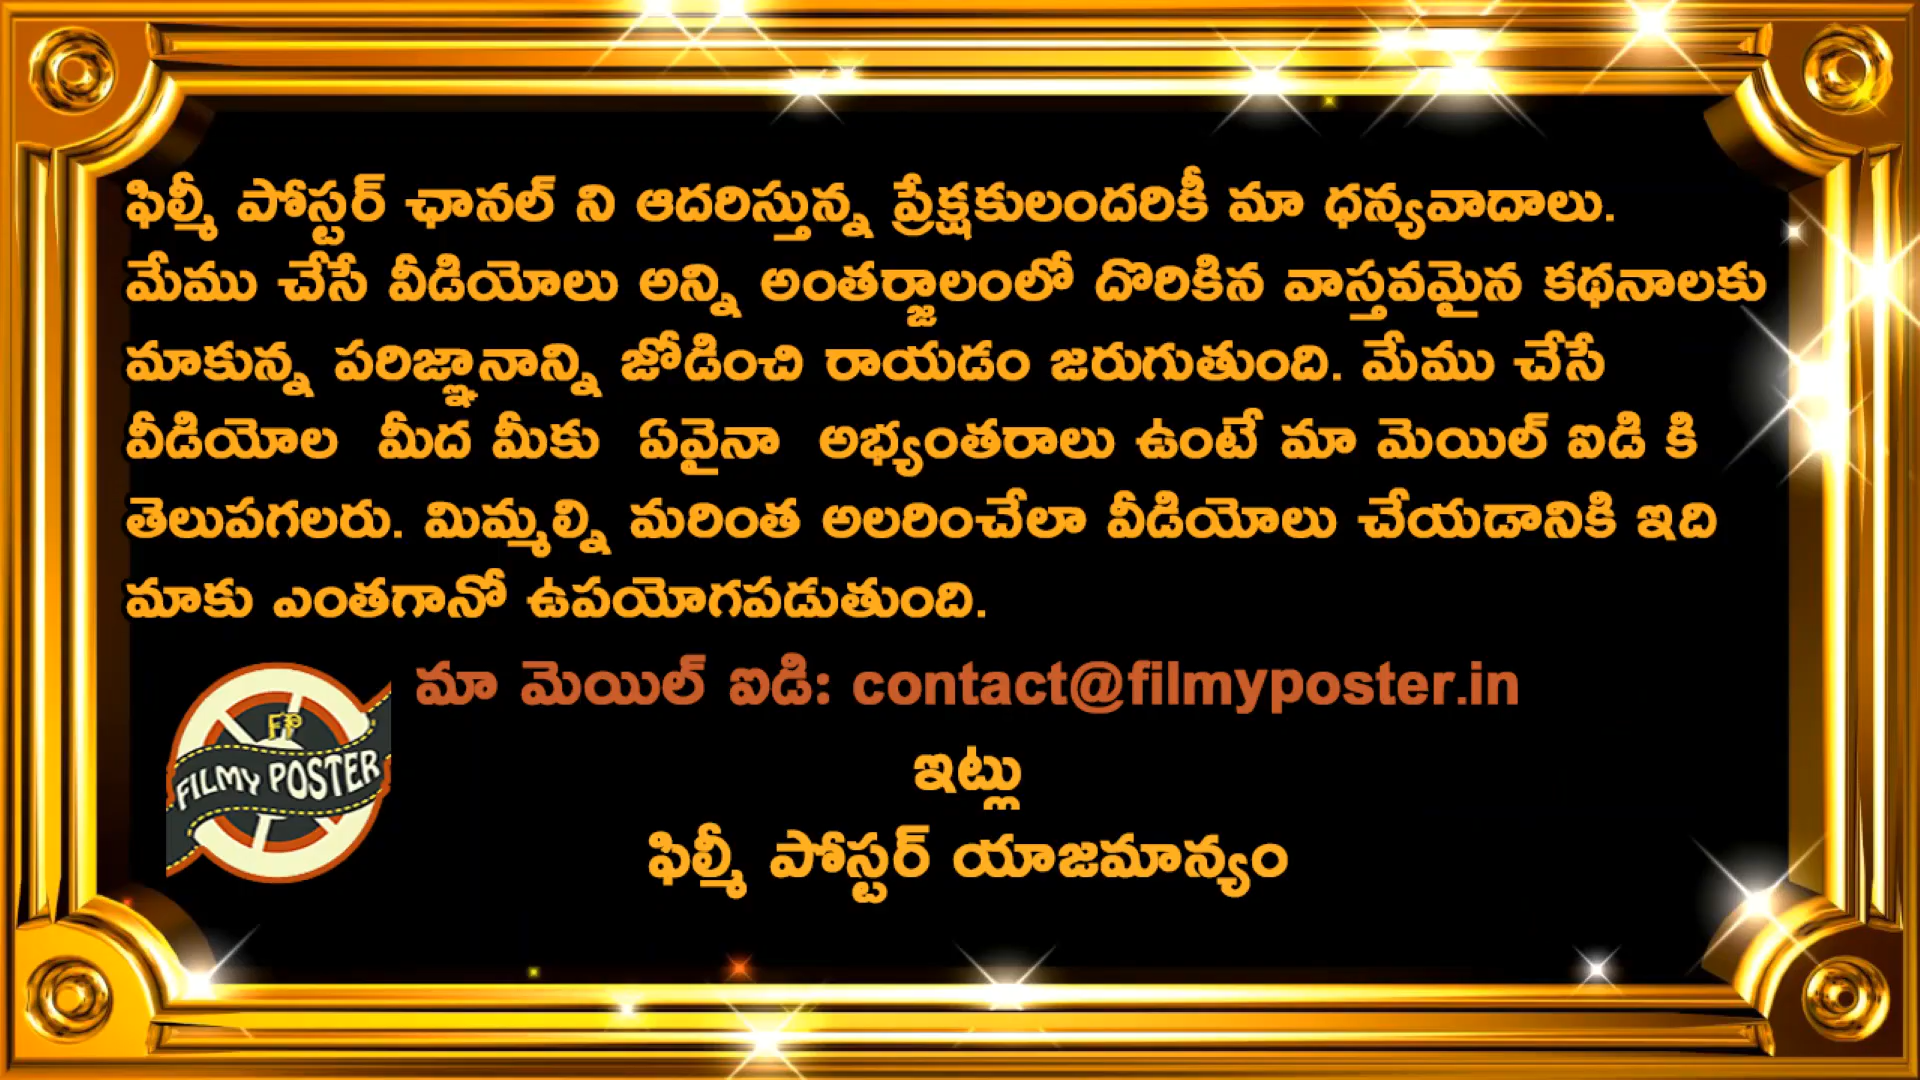 ఫిల్మీ పోస్టర్ ఛానల్ ని ఆదరిస్తున్న ప్రేక్షకులందరికీ మా ధన్యవాదాలు.
మేము చేసే వీడియోలు అన్ని అంతర్జాలంలో దొరికిన వాస్తవమైన కథనాలకు
మాకున్న పరిజ్ఞానాన్ని జోడించి రాయడం జరుగుతుంది. మేము చేసే
వీడియోల మీద మీకు ఏవైనా అభ్యంతరాలు ఉంటే మా మెయిల్ ఐడి కి
తెలుపగలరు. మిమ్మల్ని మరింత అలరించేలా వీడియోలు చేయడానికి ఇది
మాకు ఎంతగానో ఉపయోగపడుతుంది.
మా మెయిల్ ఐడి: contact@filmyposter.in
FP
FILMY POSTER
ఇట్లు
ఫిల్మీ పోస్టర్ యాజమాన్యం